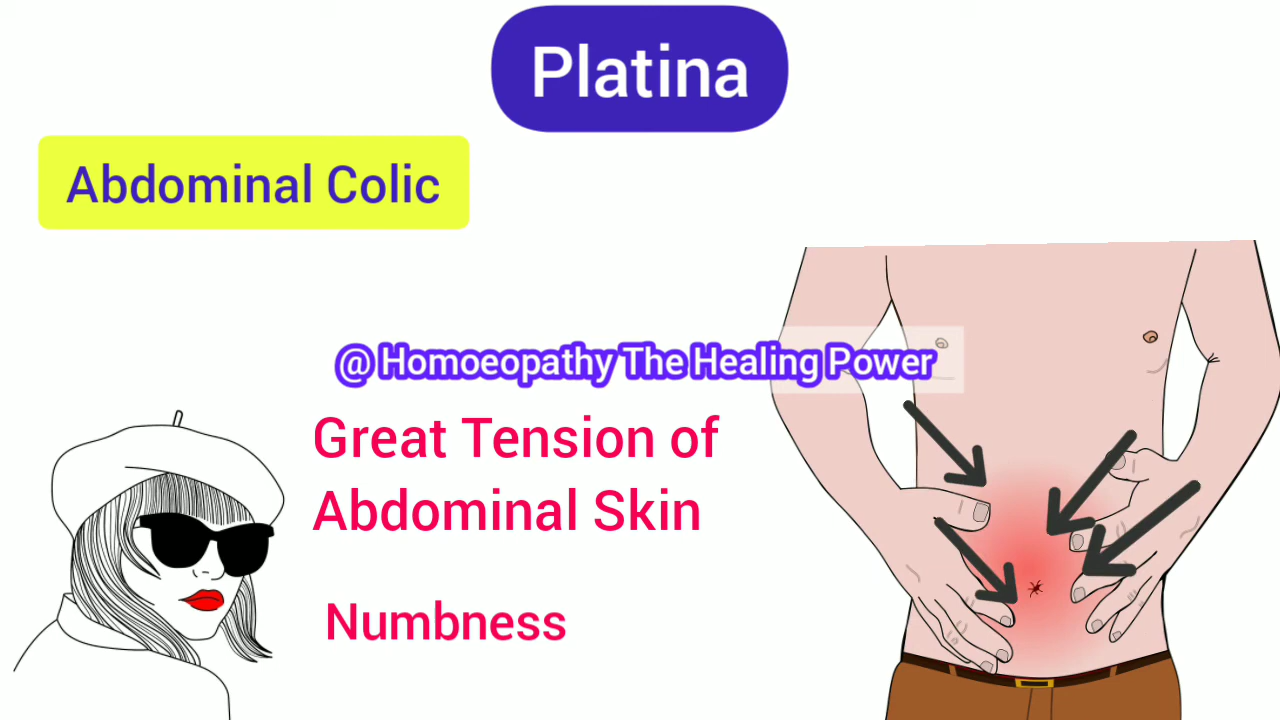 Platina
Abdominal Colic
@ Homoeopathy The Healing Power
Great Tension of
Abdominal Skin
Numbness